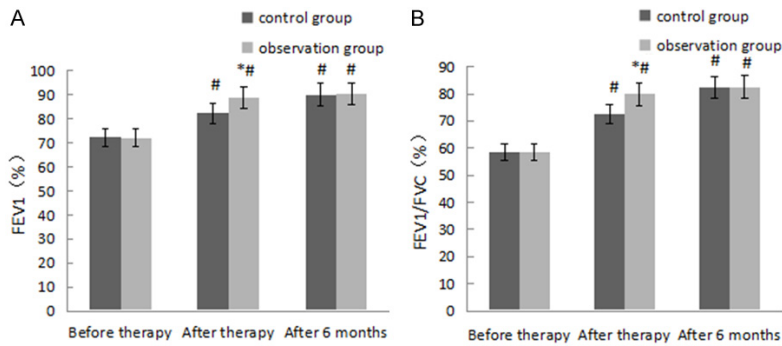 A
control group
observation group
FEV1（%）
100
90
80
70
60
50
40
30
20
10
0
#
*#
#
#
Before therapy
After therapy
After 6 months
B
control group
observation group
FEV1/FVC（%）
90
80
70
60
50
40
30
20
10
0
#
*#
#
#
Before therapy
After therapy
After 6 months